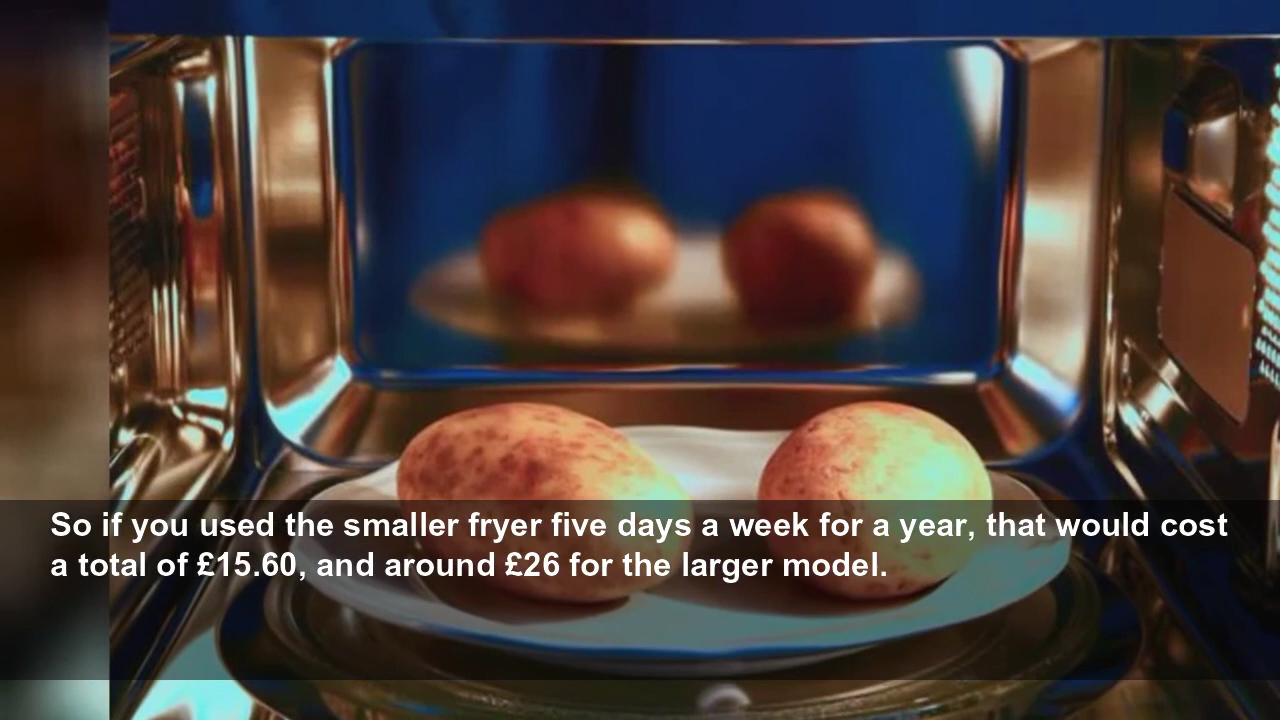 So if you used the smaller fryer five days a week for a year, that would cost
a total of £15.60, and around £26 for the larger model.